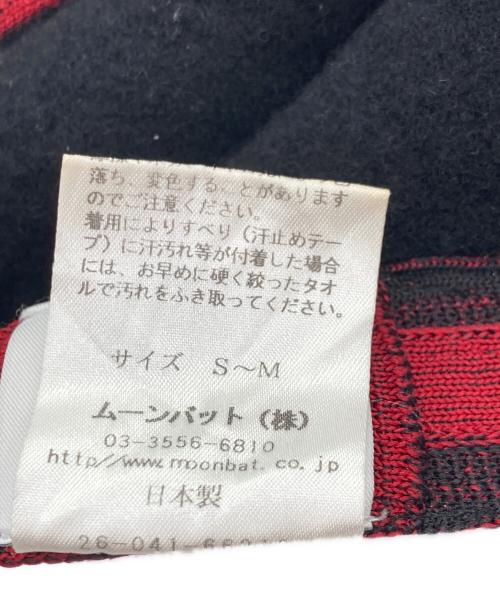 落ち、変色することがあります
のでご注意ください。
着用によりすべり（汗止めテー
プ）に汗汚れ等が付着した場合
には、お早めに硬く絞ったタオ
ルで汚れをふき取ってください。
サイズ S～M
ムーンバット（株）
03-3556-6810
http//www.moonbat.co.jp
日本製
26-041-66210